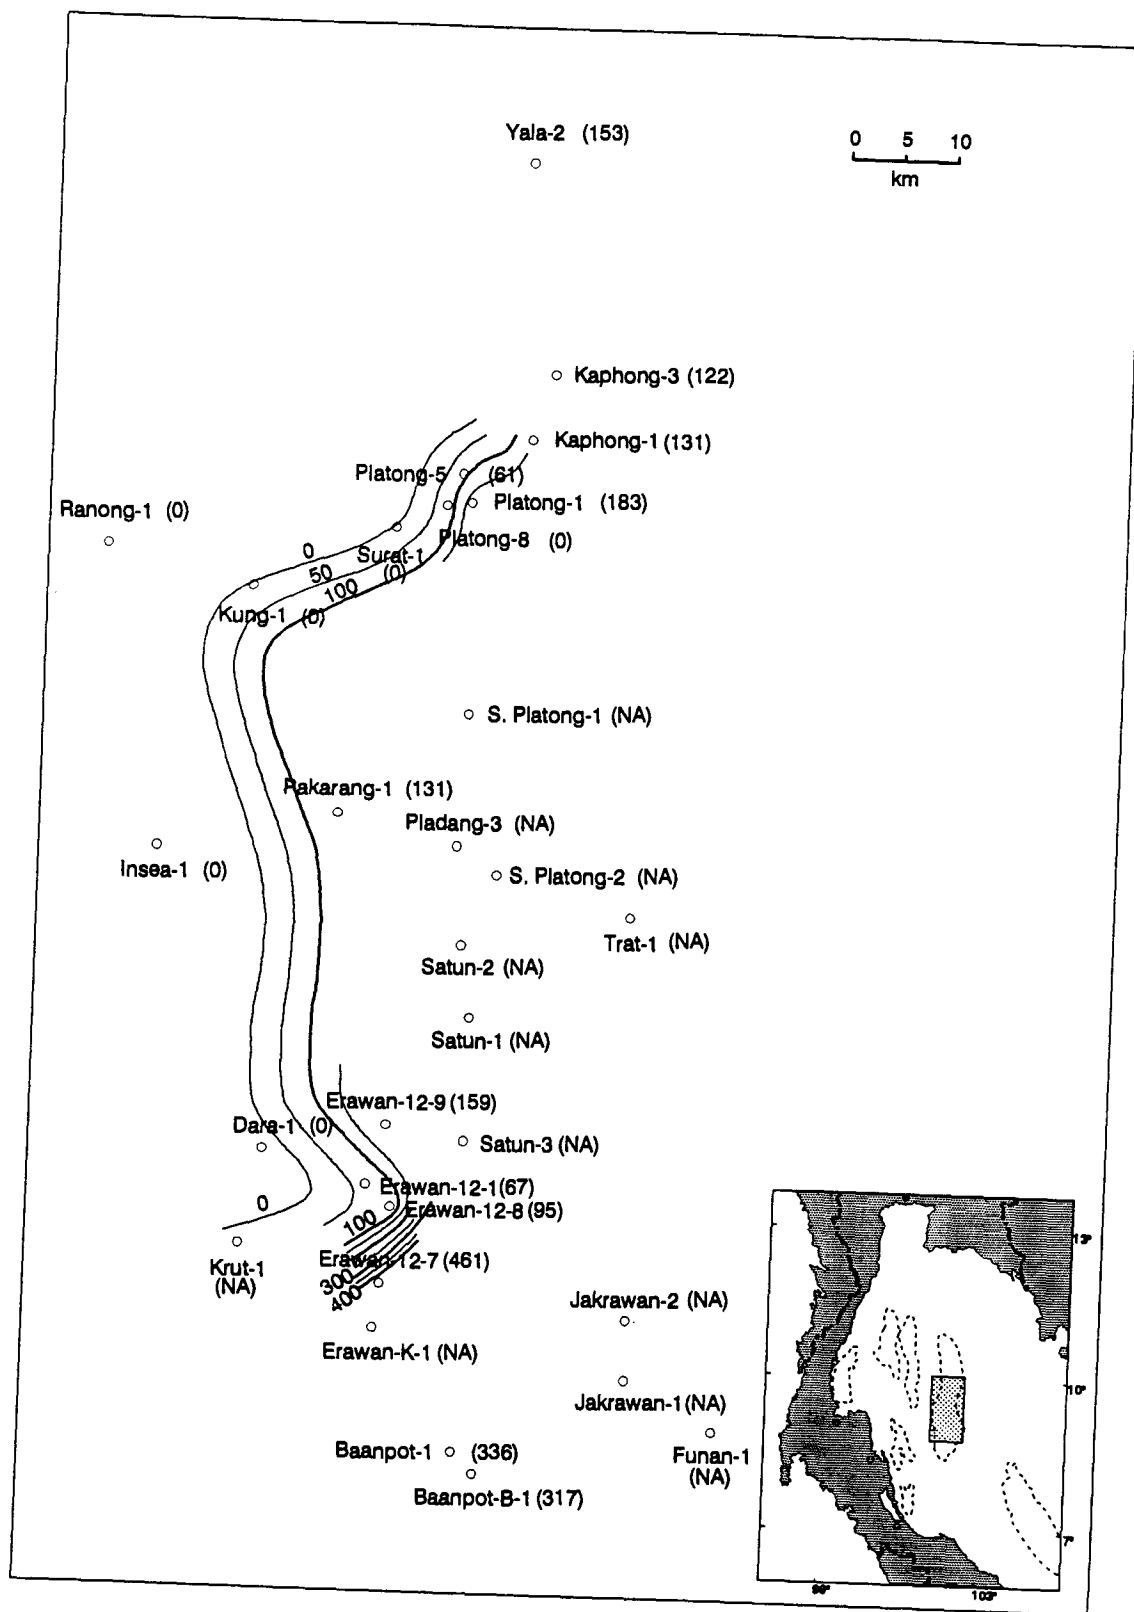 Yala-2 (153)
0 5 10
km
Kaphong-3 (122)
Kaphong-1 (131)
Platong-5 (61)
Platong-1 (183)
Ranong-1 (0)
Platong-8 (0)
0
Surat-1
(0)
50
100
Kung-1 (0)
S. Platong-1 (NA)
Pakarang-1 (131)
Pladang-3 (NA)
Insea-1 (0)
S. Platong-2 (NA)
Trat-1 (NA)
Satun-2 (NA)
Satun-1 (NA)
Erawan-12-9 (159)
Dara-1 (0)
Satun-3 (NA)
Erawan-12-1 (67)
0
Erawan-12-8 (95)
100
Erawan-12-7 (461)
Krut-1
(NA)
300
400
Jakrawan-2 (NA)
Erawan-K-1 (NA)
Jakrawan-1 (NA)
Baanpot-1 (336)
Funan-1
(NA)
Baanpot-B-1 (317)
13°
10°
7°
99°
103°